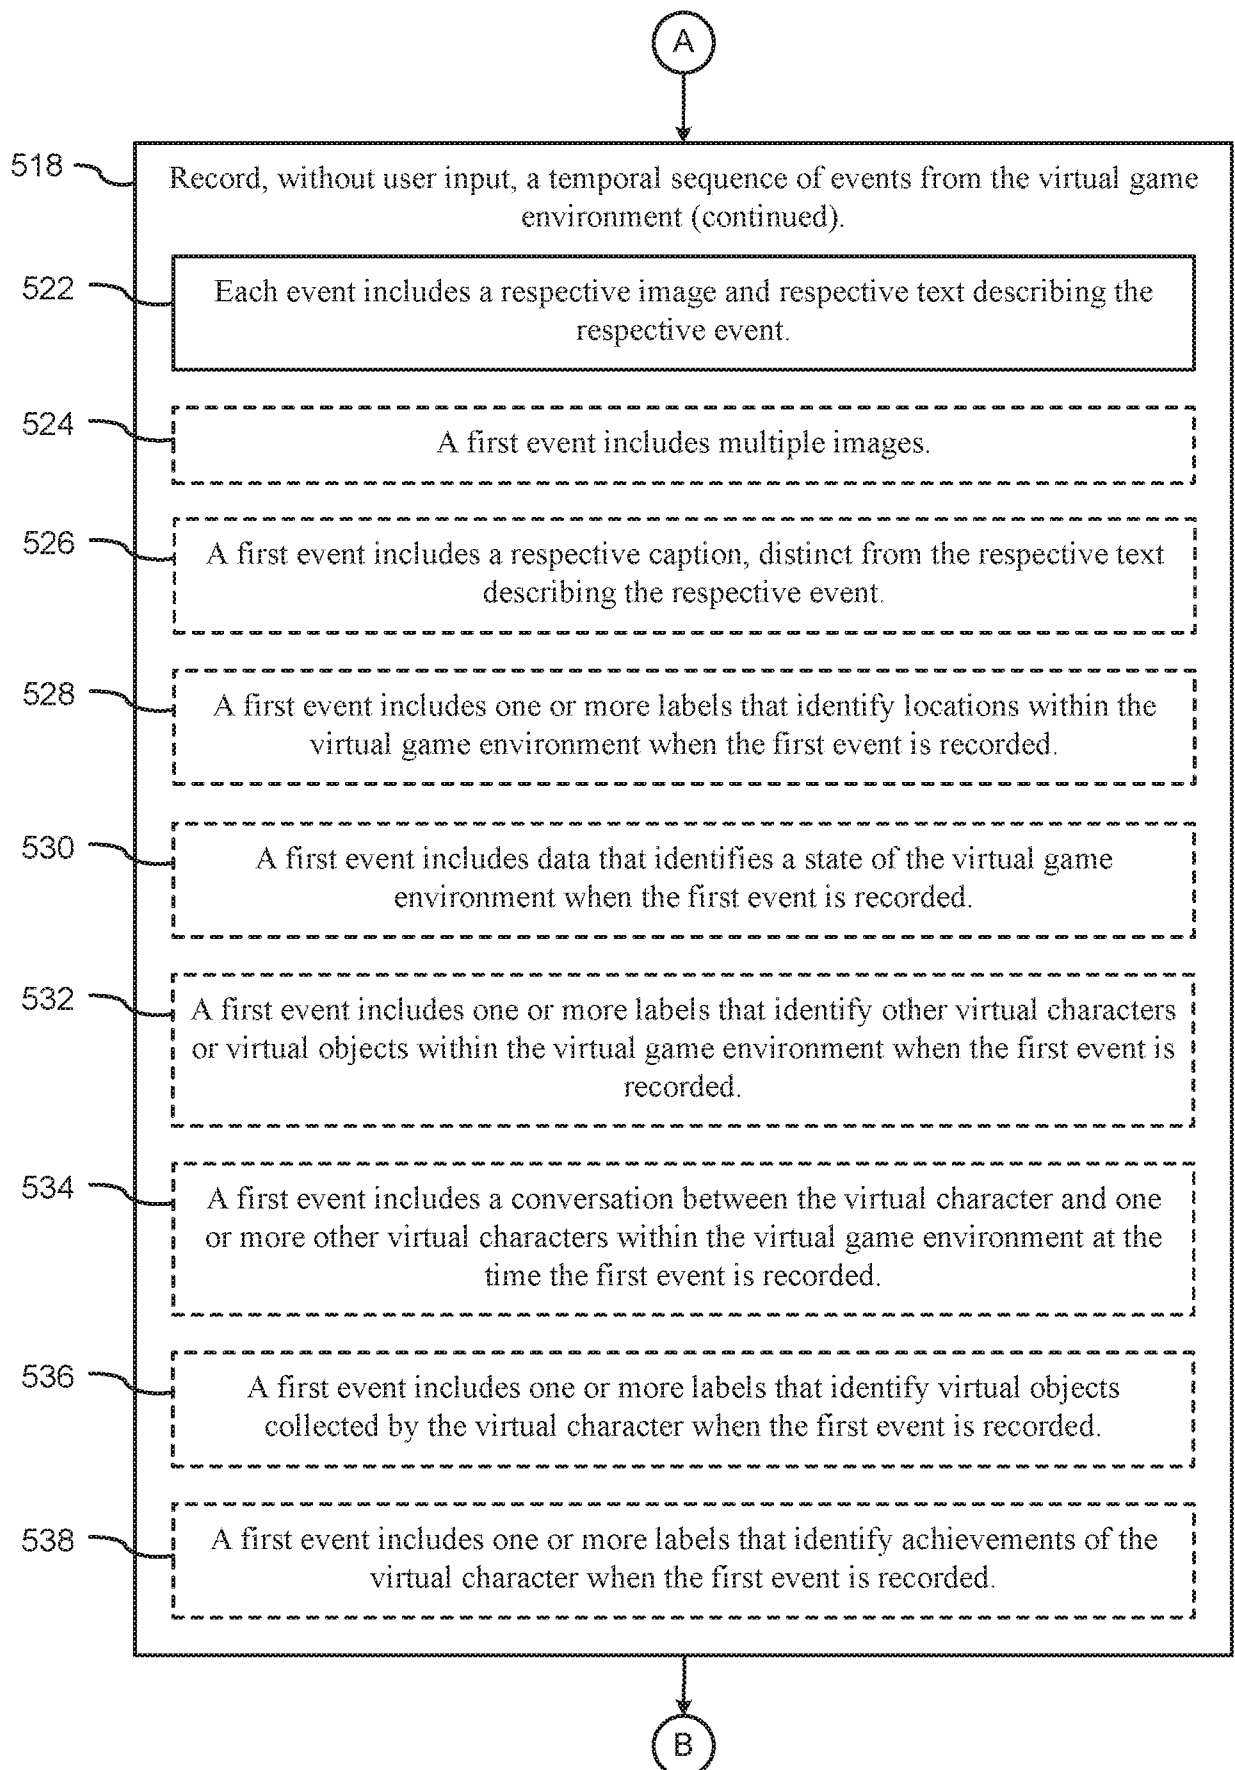 A
518
Record, without user input, a temporal sequence of events from the virtual game
environment (continued).
522
Each event includes a respective image and respective text describing the
respective event.
524
A first event includes multiple images.
526
A first event includes a respective caption, distinct from the respective text
describing the respective event.
528
A first event includes one or more labels that identify locations within the
virtual game environment when the first event is recorded.
530
A first event includes data that identifies a state of the virtual game
environment when the first event is recorded.
532
A first event includes one or more labels that identify other virtual characters
or virtual objects within the virtual game environment when the first event is
recorded.
534
A first event includes a conversation between the virtual character and one
or more other virtual characters within the virtual game environment at the
time the first event is recorded.
536
A first event includes one or more labels that identify virtual objects
collected by the virtual character when the first event is recorded.
538
A first event includes one or more labels that identify achievements of the
virtual character when the first event is recorded.
B